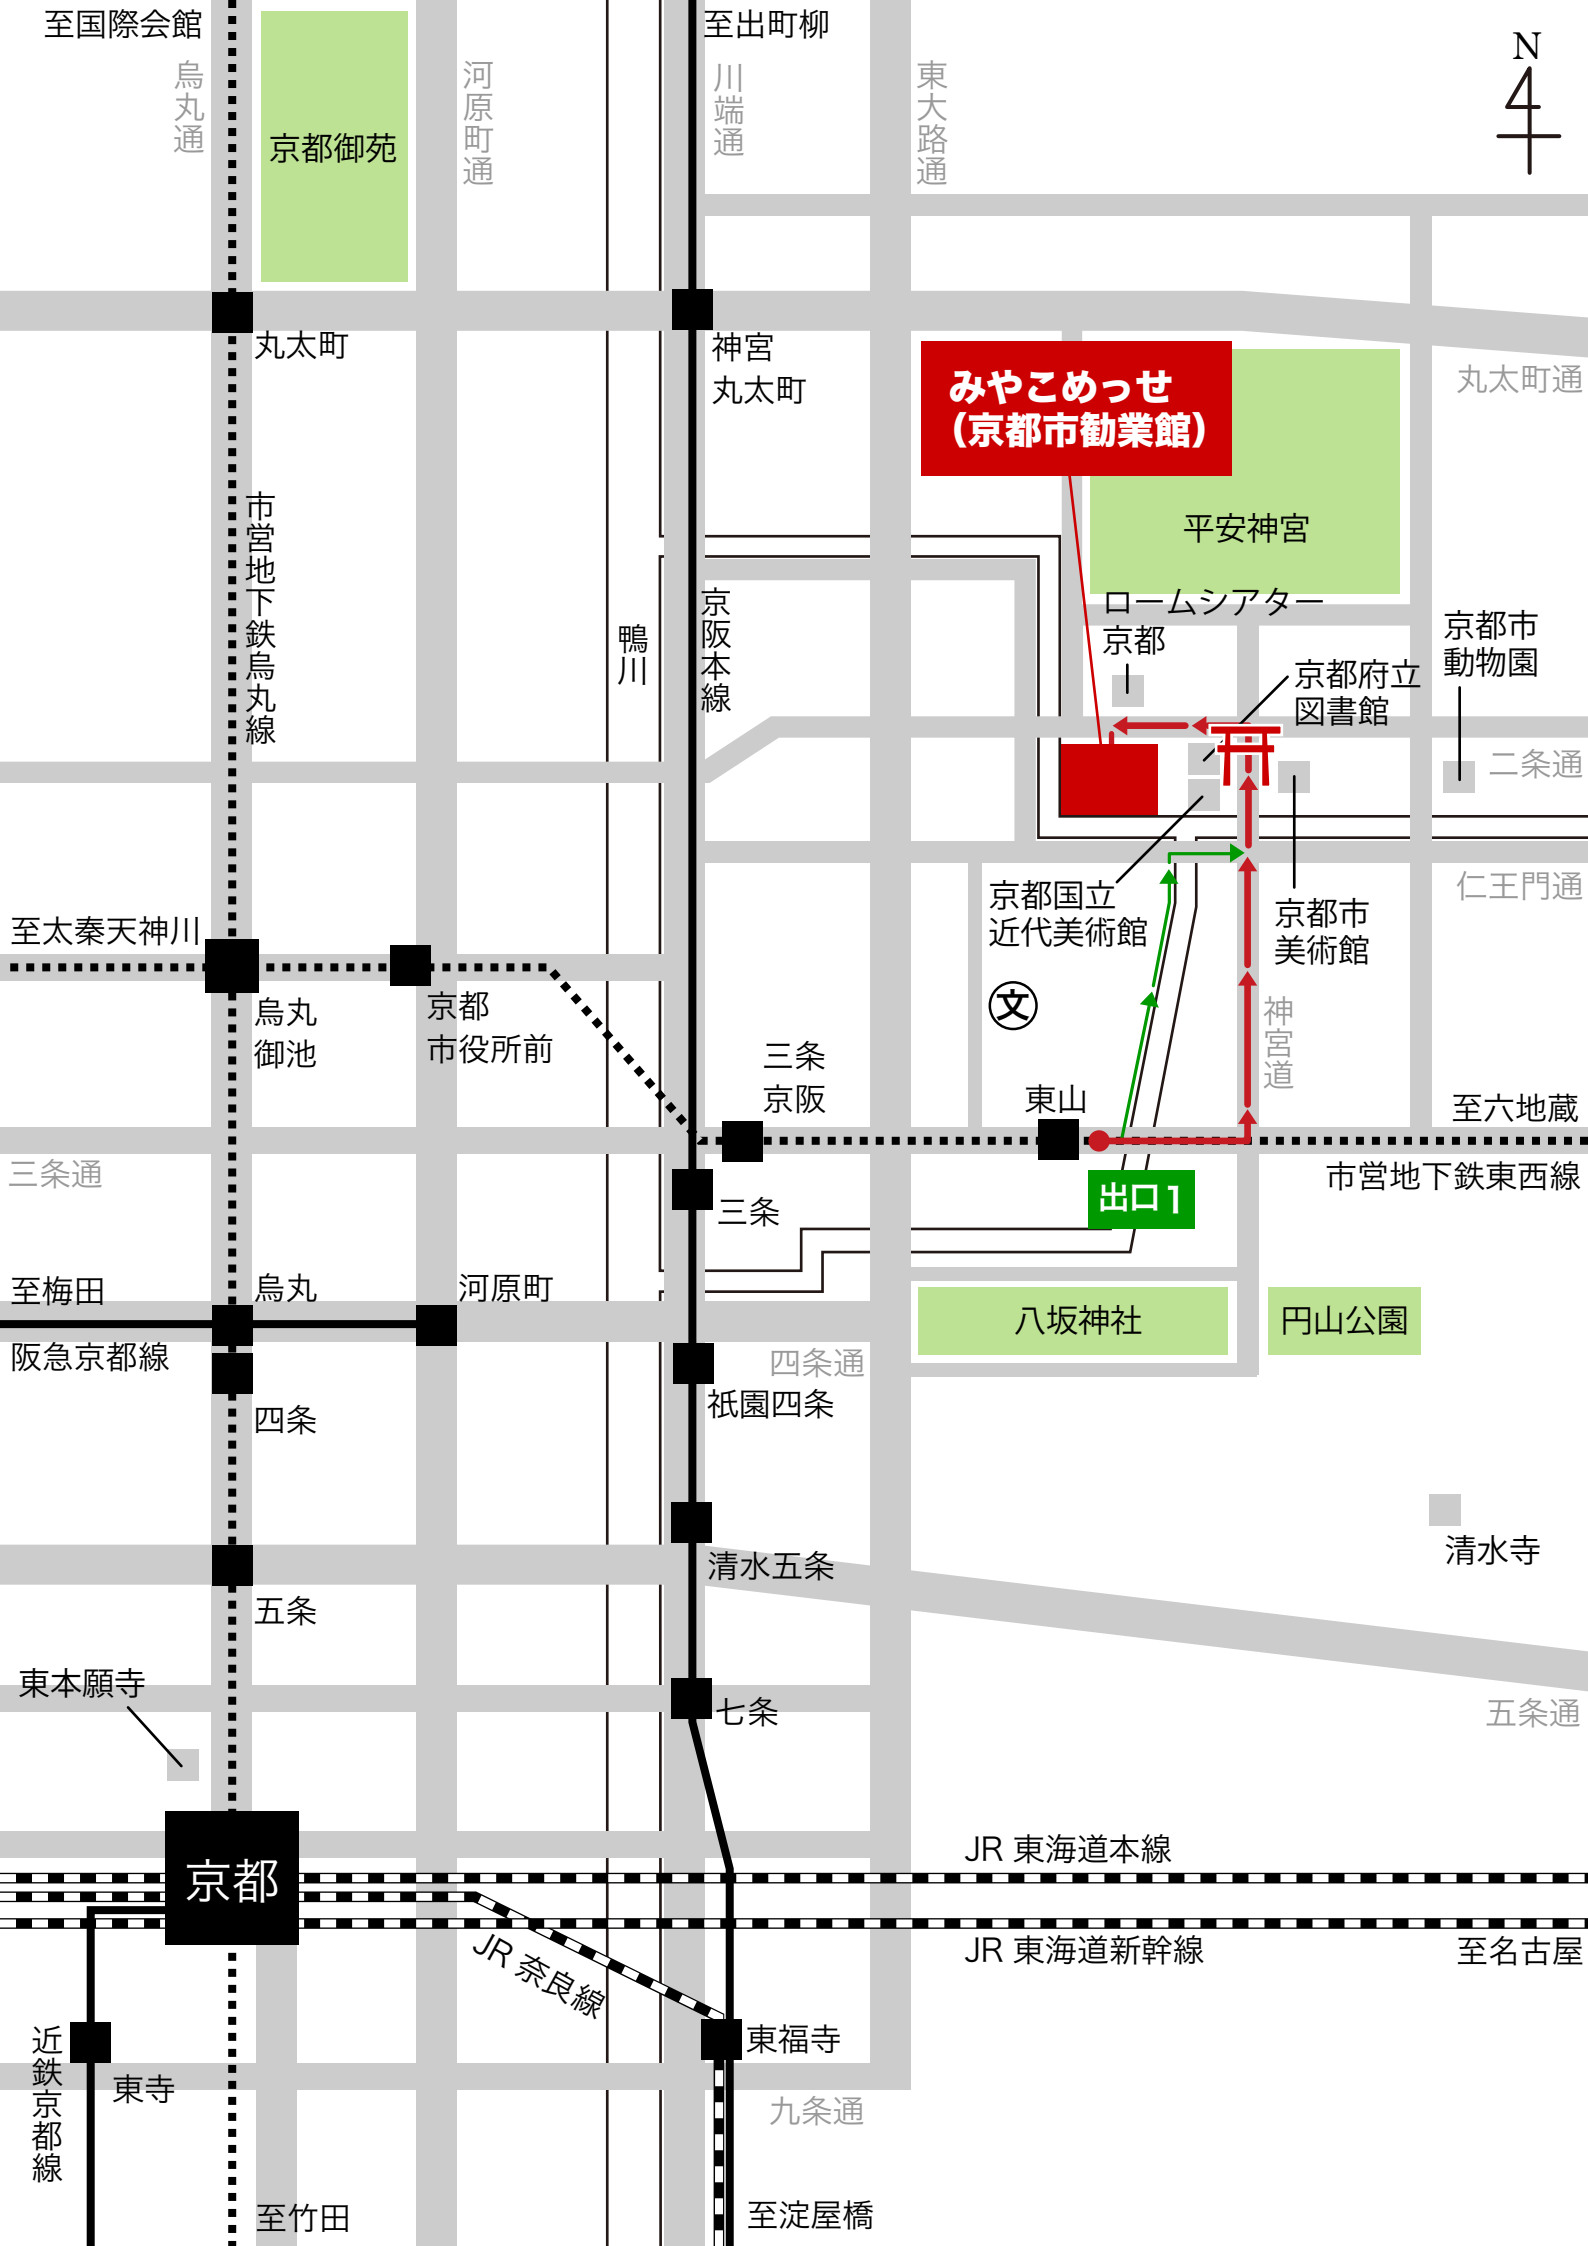 至国際会館
至出町柳
N
烏丸通
京都御苑
河原町通
川端通
東大路通
丸太町
神宮
丸太町
丸太町通
みやこめっせ
(京都市勧業館)
平安神宮
市営地下鉄烏丸線
鴨川
京阪本線
ロームシアター
京都
京都府立
図書館
京都市
動物園
二条通
京都国立
近代美術館
京都市
美術館
仁王門通
至太秦天神川
烏丸
御池
京都
市役所前
文
神宮道
三条
京阪
東山
至六地蔵
三条通
市営地下鉄東西線
三条
出口1
至梅田
烏丸
河原町
八坂神社
円山公園
阪急京都線
四条通
四条
祇園四条
清水五条
清水寺
五条
東本願寺
七条
五条通
京都
JR 東海道本線
JR 奈良線
JR 東海道新幹線
至名古屋
近鉄京都線
東福寺
東寺
九条通
至竹田
至淀屋橋